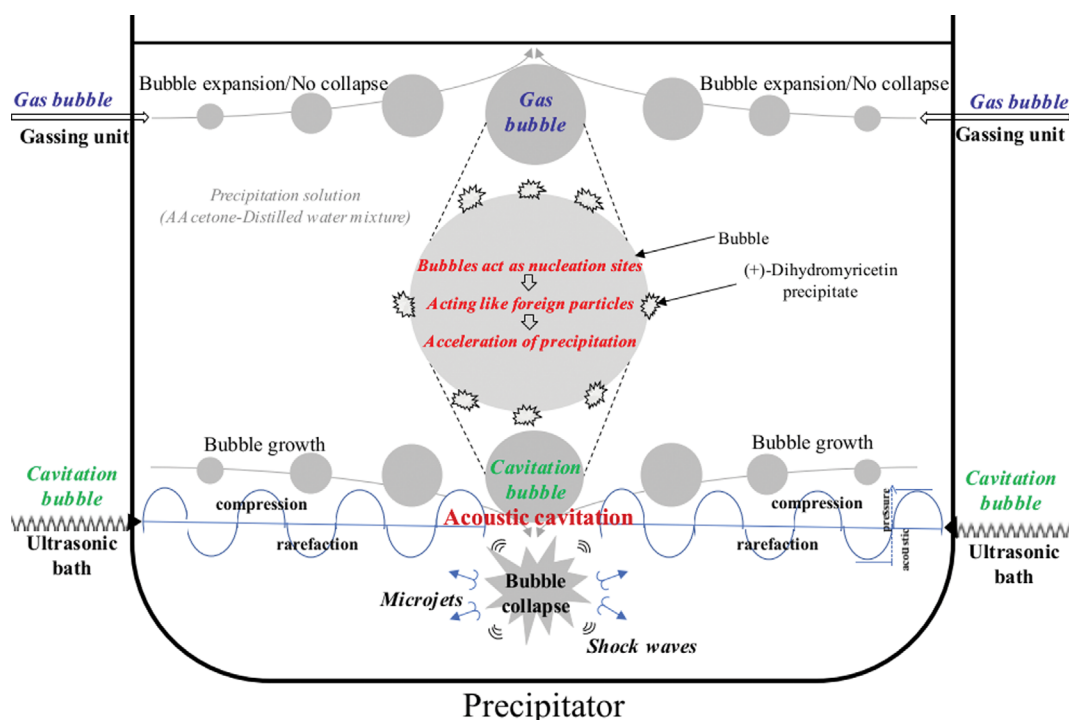 Bubble expansion/No collapse
Bubble expansion/No collapse
Gas bubble
Gassing unit
Gas
bubble
Gas bubble
Gassing unit
Precipitation solution
(AAcetone-Distilled water mixture)
Bubble
(+)-Dihydromyricetin
precipitate
Bubbles act as nucleation sites
Acting like foreign particles
Acceleration of precipitation
Bubble growth
Bubble growth
Cavitation
bubble
Ultrasonic
bath
compression
rarefaction
Cavitation
bubble
Acoustic cavitation
compression
rarefaction
pressure
acoustic
Cavitation
bubble
Ultrasonic
bath
Bubble
collapse
Microjets
Shock waves
Precipitator